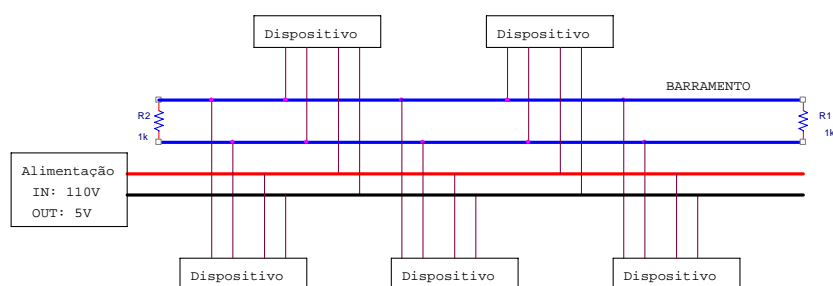 Dispositivo
Dispositivo
BARRAMENTO
R2
1k
R1
1k
Alimentação
IN: 110V
OUT: 5V
Dispositivo
Dispositivo
Dispositivo